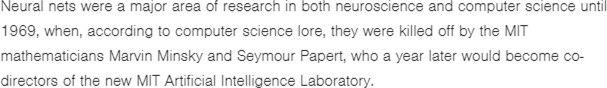 Neural nets were a major area of research in both neuroscience and computer science until
1969, when, according to computer science lore, they were killed off by the MIT
mathematicians Marvin Minsky and Seymour Papert, who a year later would become co-
directors of the new MIT Artificial Intelligence Laboratory.